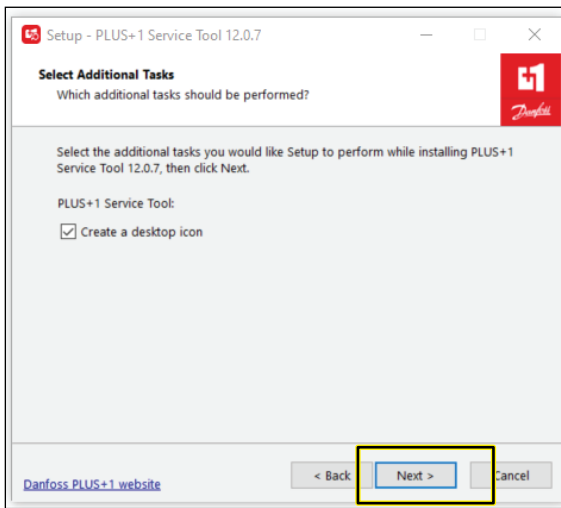 Setup - PLUS+1 Service Tool 12.0.7
Select Additional Tasks
Which additional tasks should be performed?
Danfoss
Select the additional tasks you would like Setup to perform while installing PLUS+1
Service Tool 12.0.7, then click Next.
PLUS+1 Service Tool:
Create a desktop icon
< Back
Next >
Cancel
Danfoss PLUS+1 website